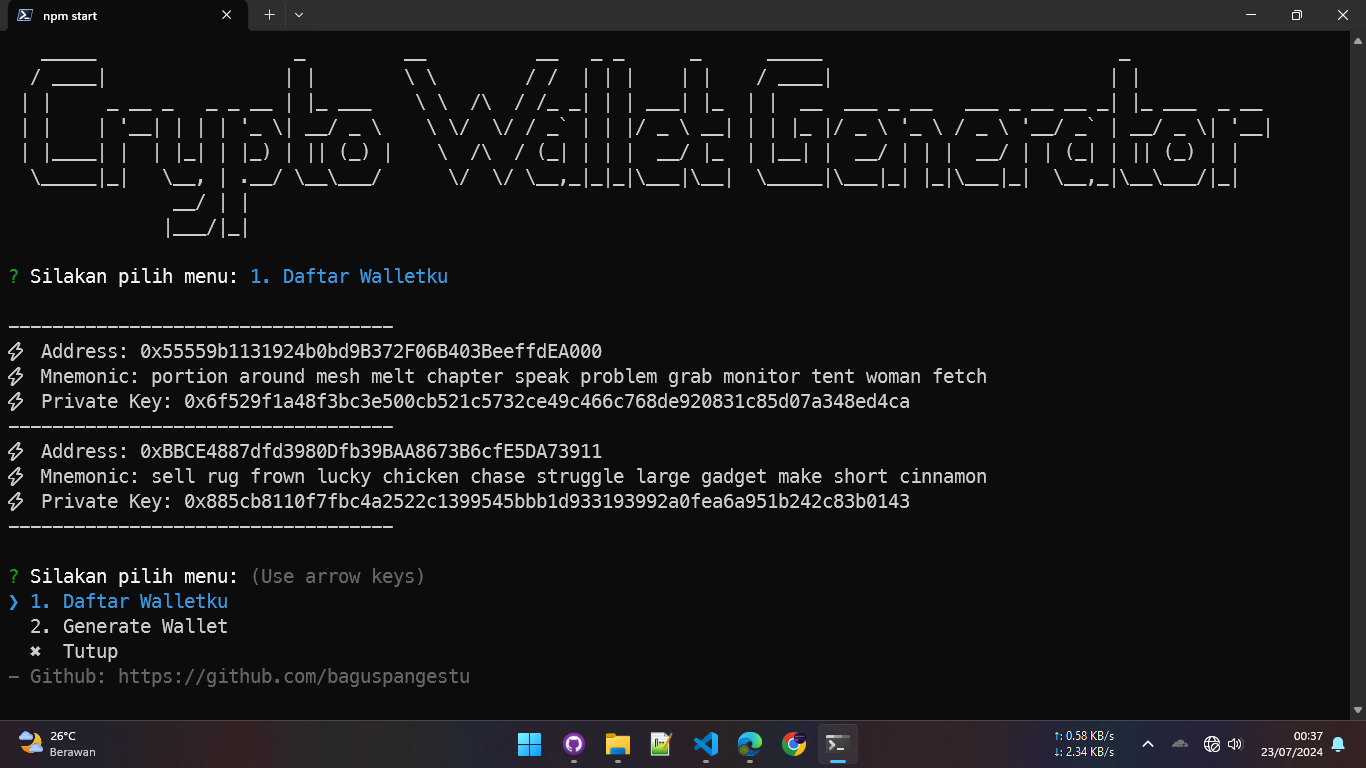 npm start
Crypto Wallet Generator
? Silakan pilih menu: 1. Daftar Walletku
-----------------------------------
⚡ Address: 0x55559b1131924b0bd9B372F06B403BeeffdEA000
⚡ Mnemonic: portion around mesh melt chapter speak problem grab monitor tent woman fetch
⚡ Private Key: 0x6f529f1a48f3bc3e500cb521c5732ce49c466c768de920831c85d07a348ed4ca
-----------------------------------
⚡ Address: 0xBBCE4887dfd3980Dfb39BAA8673B6cfE5DA73911
⚡ Mnemonic: sell rug frown lucky chicken chase struggle large gadget make short cinnamon
⚡ Private Key: 0x885cb8110f7fbc4a2522c1399545bbb1d933193992a0fea6a951b242c83b0143
-----------------------------------
? Silakan pilih menu: (Use arrow keys)
❯ 1. Daftar Walletku
2. Generate Wallet
✖ Tutup
— Github: https://github.com/baguspangestu
26°C
Berawan
↑: 0.58 KB/s
↓: 2.34 KB/s
00:37
23/07/2024